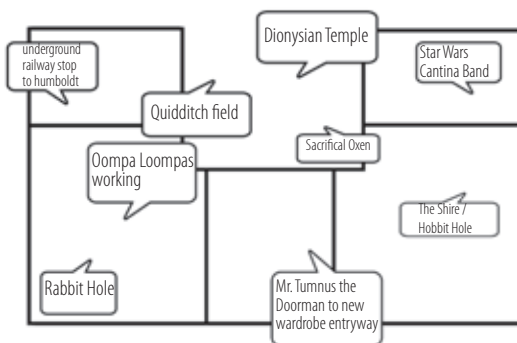 underground
railway stop
to humboldt
Dionysian Temple
Star Wars
Cantina Band
Quidditch field
Sacrifical Oxen
Oompa Loompas
working
The Shire /
Hobbit Hole
Rabbit Hole
Mr. Tumnus the
Doorman to new
wardrobe entryway